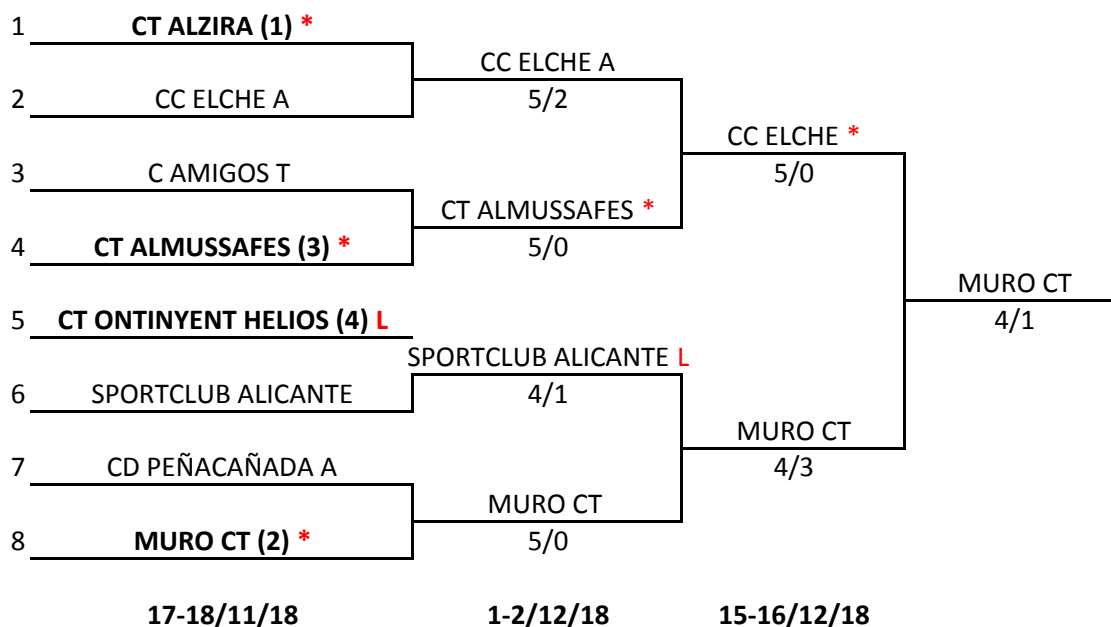 1 CT ALZIRA (1) *
CC ELCHE A
2 CC ELCHE A
5/2
CC ELCHE *
3 C AMIGOS T
5/0
CT ALMUSSAFES *
4 CT ALMUSSAFES (3) *
5/0
MURO CT
5 CT ONTINYENT HELIOS (4) L
4/1
SPORTCLUB ALICANTE L
6 SPORTCLUB ALICANTE
4/1
MURO CT
7 CD PEÑACAÑADA A
4/3
MURO CT
8 MURO CT (2) *
5/0
17-18/11/18 1-2/12/18 15-16/12/18